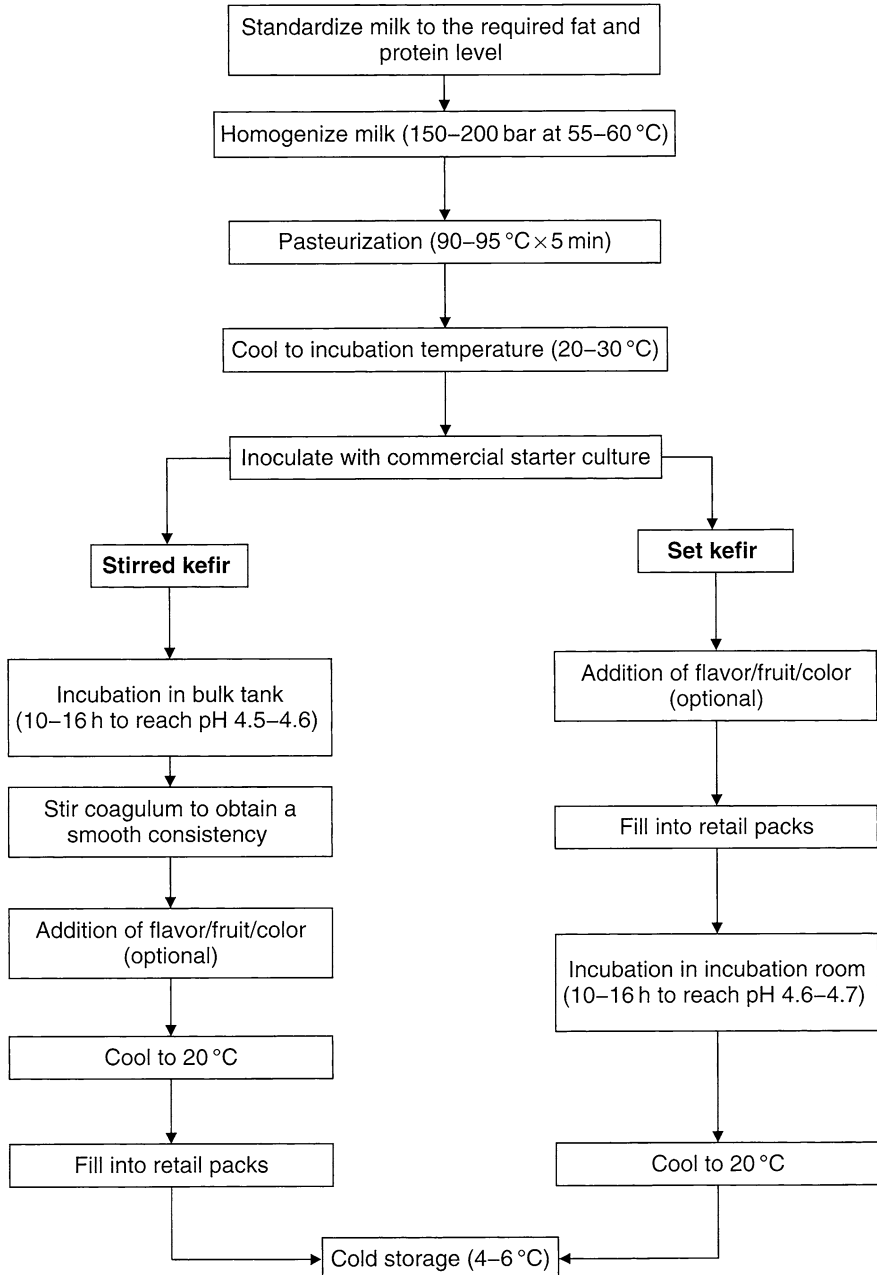 Standardize milk to the required fat and
protein level
Homogenize milk (150–200 bar at 55–60 °C)
Pasteurization (90–95 °C × 5 min)
Cool to incubation temperature (20–30 °C)
Inoculate with commercial starter culture
Stirred kefir
Incubation in bulk tank
(10–16 h to reach pH 4.5–4.6)
Stir coagulum to obtain a
smooth consistency
Addition of flavor/fruit/color
(optional)
Cool to 20 °C
Fill into retail packs
Set kefir
Addition of flavor/fruit/color
(optional)
Fill into retail packs
Incubation in incubation room
(10–16 h to reach pH 4.6–4.7)
Cool to 20 °C
Cold storage (4–6 °C)